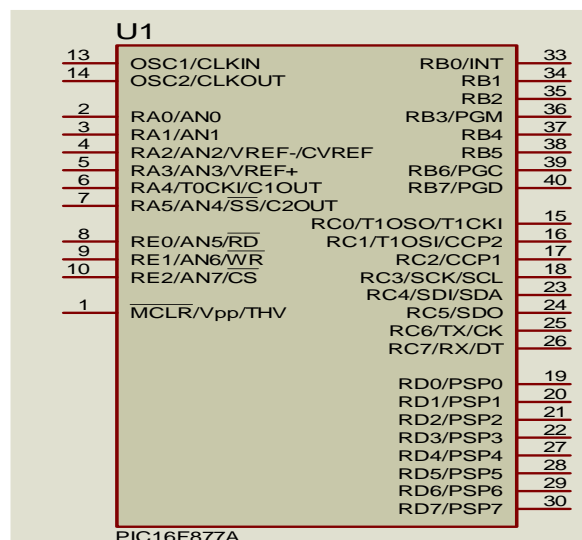 U1
13 OSC1/CLKIN RB0/INT 33
14 OSC2/CLKOUT RB1 34
RB2 35
2 RA0/AN0 RB3/PGM 36
3 RA1/AN1 RB4 37
4 RA2/AN2/VREF-/CVREF RB5 38
5 RA3/AN3/VREF+ RB6/PGC 39
6 RA4/T0CKI/C1OUT RB7/PGD 40
7 RA5/AN4/SS/C2OUT
RC0/T1OSO/T1CKI 15
8 RE0/AN5/RD RC1/T1OSI/CCP2 16
9 RE1/AN6/WR RC2/CCP1 17
10 RE2/AN7/CS RC3/SCK/SCL 18
RC4/SDI/SDA 23
1 MCLR/Vpp/THV RC5/SDO 24
RC6/TX/CK 25
RC7/RX/DT 26
RD0/PSP0 19
RD1/PSP1 20
RD2/PSP2 21
RD3/PSP3 22
RD4/PSP4 27
RD5/PSP5 28
RD6/PSP6 29
RD7/PSP7 30
PIC16F877A